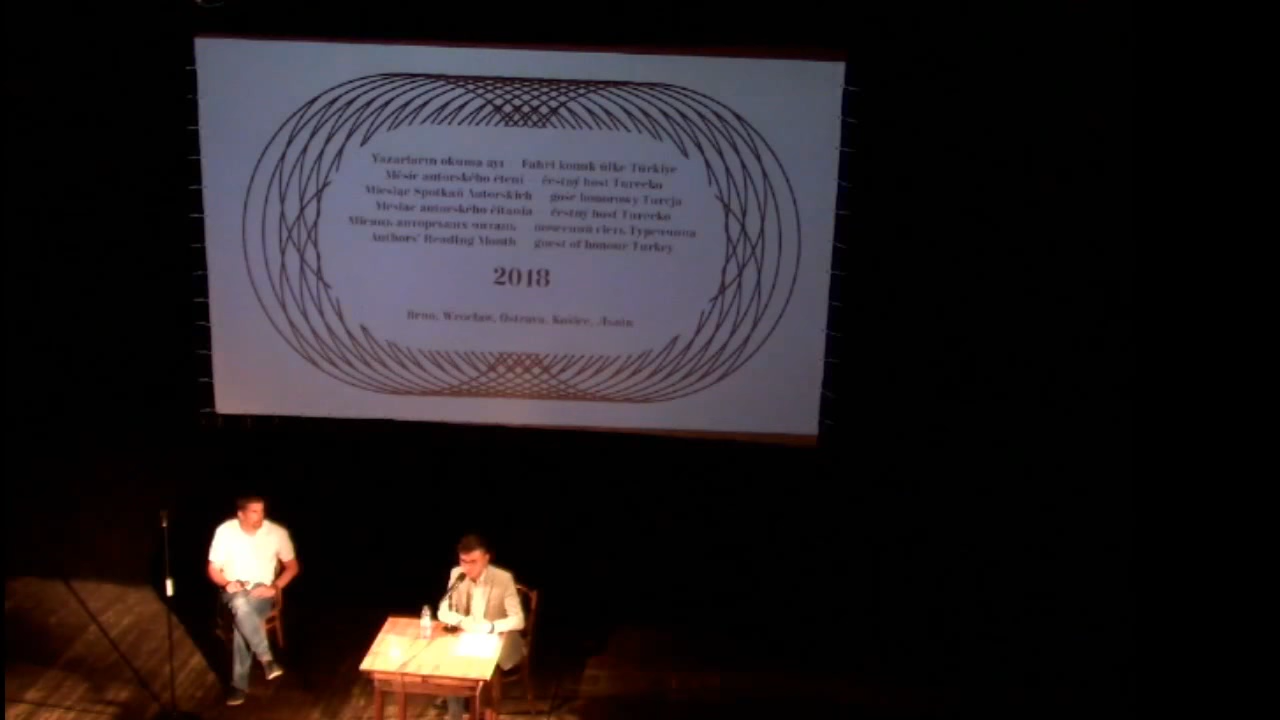 Yazarların okuma ayı Fahri konuk ülke Türkiye
Měsíc autorského čtení čestný host Turecko
Miesiąc Spotkań Autorskich gość honorowy Turcja
Mesiac autorského čítania čestný host Turecko
Місяць авторських читань почесний гість Туреччина
Authors' Reading Month guest of honour Turkey
2018
Brno, Wrocław, Ostrava, Košice, Львів